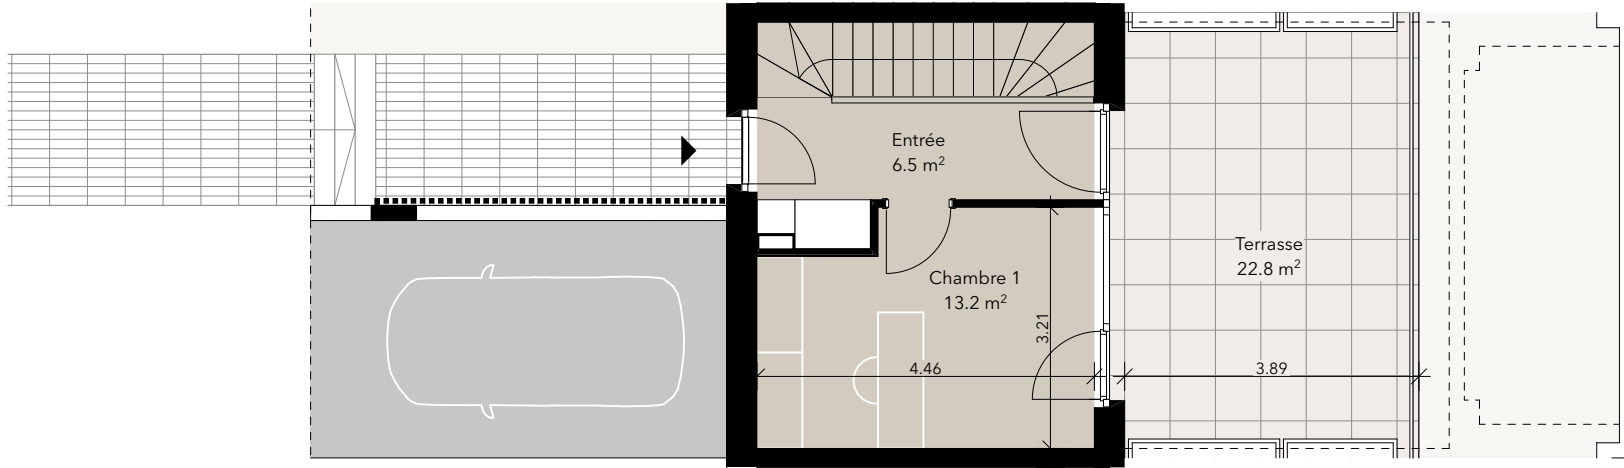 Entrée
6.5 m²
Terrasse
22.8 m²
Chambre 1
13.2 m²
3.21
4.46
3.89